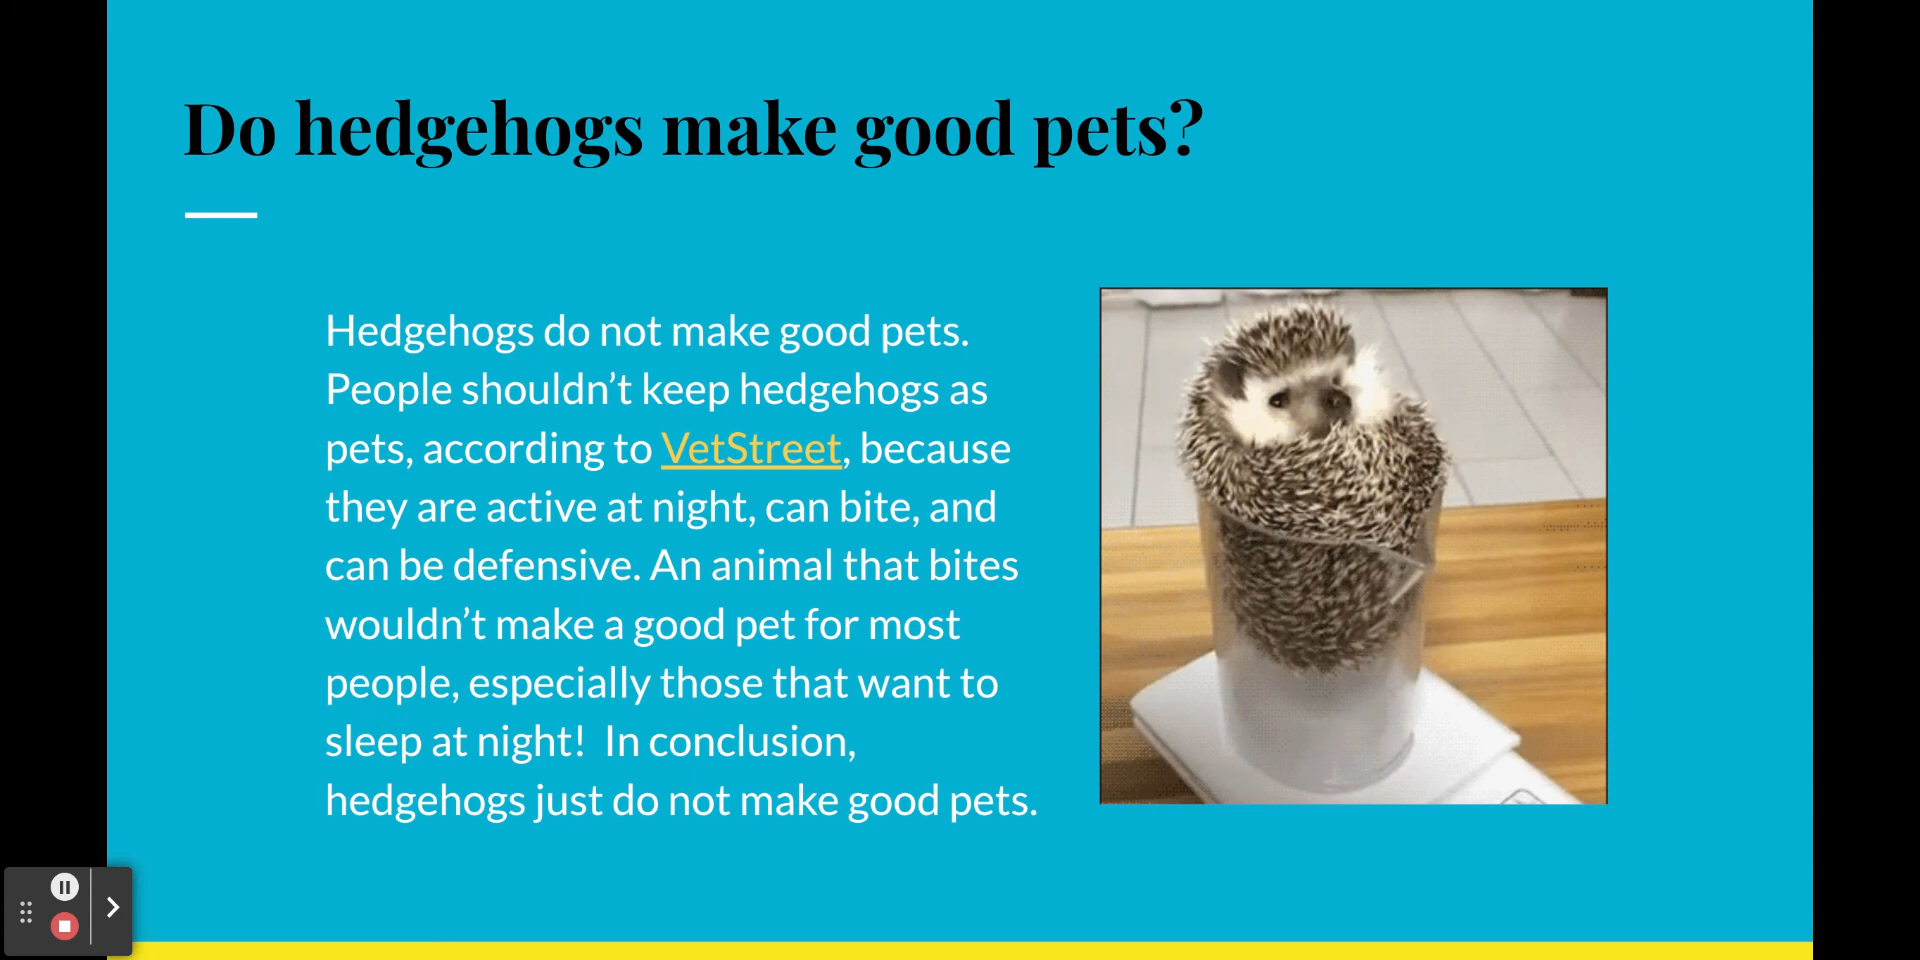 Do hedgehogs make good pets?
Hedgehogs do not make good pets.
People shouldn’t keep hedgehogs as
pets, according to VetStreet, because
they are active at night, can bite, and
can be defensive. An animal that bites
wouldn’t make a good pet for most
people, especially those that want to
sleep at night!  In conclusion,
hedgehogs just do not make good pets.